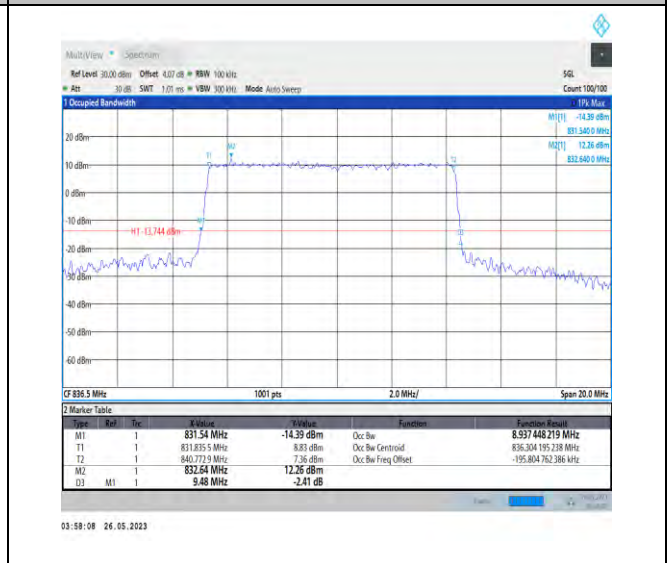 MultiView Spectrum
Ref Level 30.00 dBm Offset 4.07 dB RBW 100 kHz SGL
Att 30 dB SWT 1.01 ms VBW 300 kHz Mode Auto Sweep Count 100/100
1 Occupied Bandwidth 1Pk Max
M1[1] -14.39 dBm
831.540 0 MHz
M2[1] 12.26 dBm
832.640 0 MHz
20 dBm
M2
T1
T2
10 dBm
0 dBm
-10 dBm
M1
H1 -13.744 dBm
D3
-20 dBm
-30 dBm
-40 dBm
-50 dBm
-60 dBm
CF 836.5 MHz 1001 pts 2.0 MHz/ Span 20.0 MHz
2 Marker Table
Type Ref Trc X-Value Y-Value Function Function Result
M1 1 831.54 MHz -14.39 dBm Occ Bw 8.937 448 219 MHz
T1 1 831.835 5 MHz 8.83 dBm Occ Bw Centroid 836.304 195 238 MHz
T2 1 840.772 9 MHz 7.36 dBm Occ Bw Freq Offset -195.804 762 386 kHz
M2 1 832.64 MHz 12.26 dBm
D3 M1 1 9.48 MHz -2.41 dB
03:58:08 26.05.2023